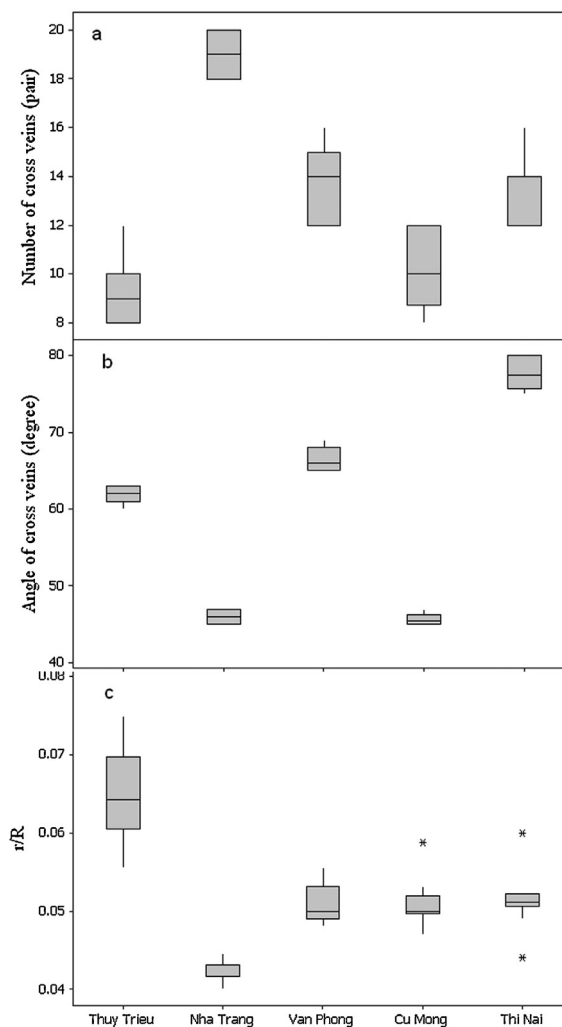 a
Number of cross veins (pair)
20
18
16
14
12
10
8
b
Angle of cross veins (degree)
80
70
60
50
40
c
r/R
0.08
0.07
0.06
0.05
0.04
*
*
*
Thuy Trieu Nha Trang Van Phong Cu Mong Thi Nai